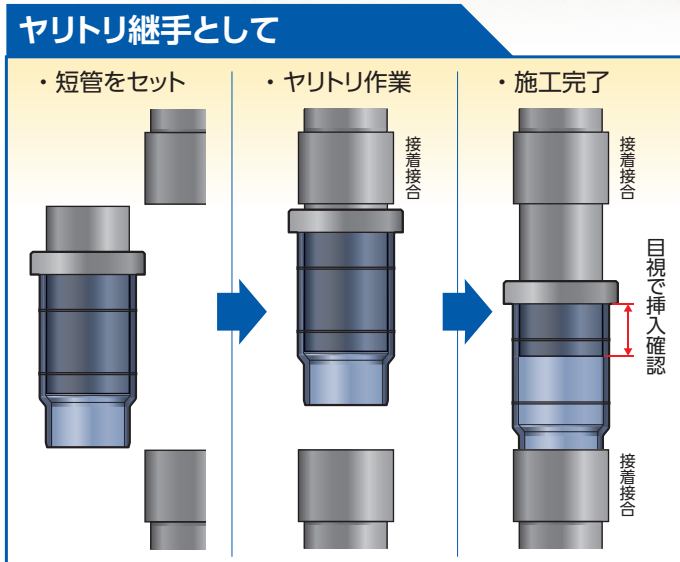 ヤリトリ継手として
・短管をセット
・ヤリトリ作業
・施工完了
接着接合
接着接合
目視で挿入確認
接着接合